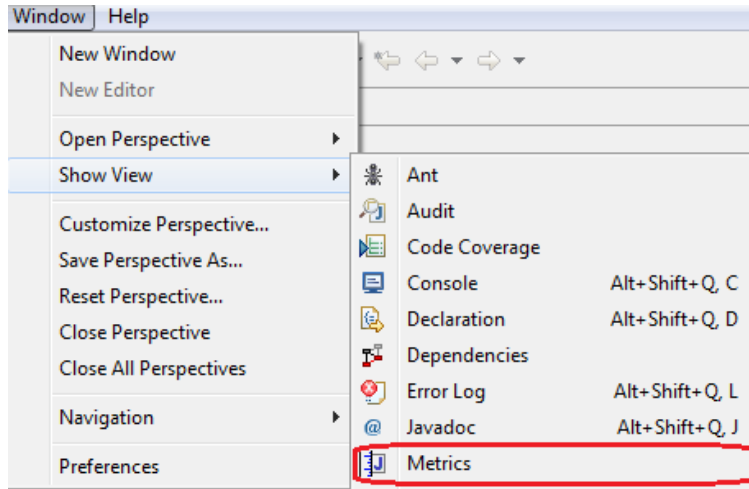 Window Help
New Window
New Editor
Open Perspective
Show View
Customize Perspective...
Save Perspective As...
Reset Perspective...
Close Perspective
Close All Perspectives
Navigation
Preferences
Ant
Audit
Code Coverage
Console Alt+Shift+Q, C
Declaration Alt+Shift+Q, D
Dependencies
Error Log Alt+Shift+Q, L
@ Javadoc Alt+Shift+Q, J
Metrics